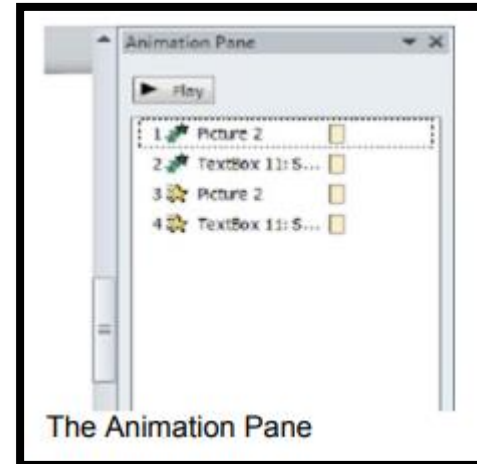 Animation Pane
Play
1 Picture 2
2 TextBox 11: S...
3 Picture 2
4 TextBox 11: S...
The Animation Pane